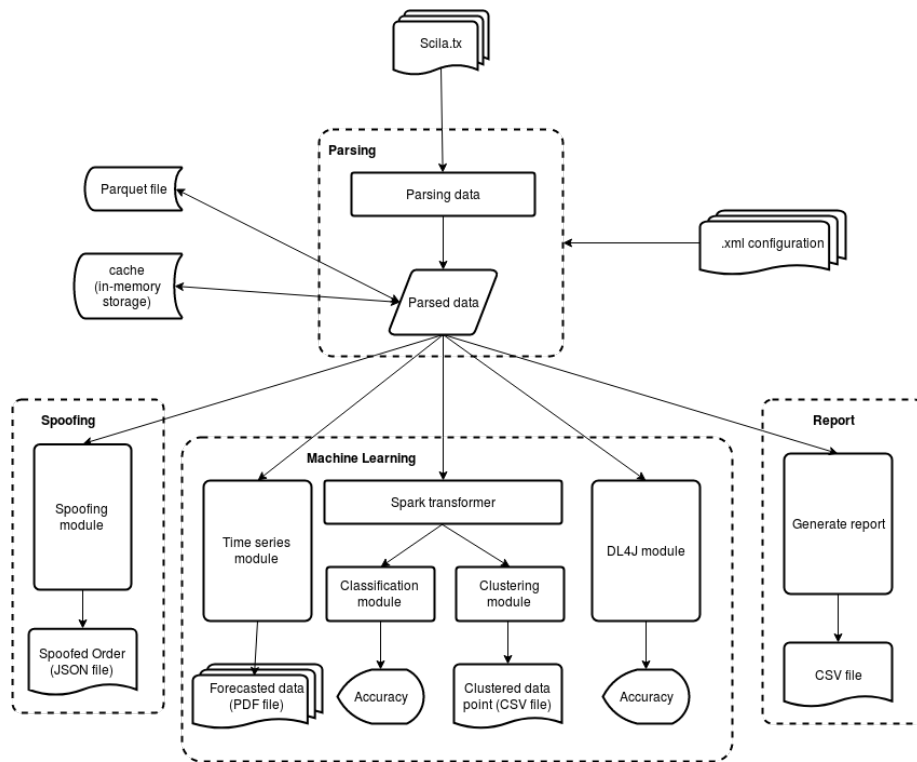 Scila.tx
Parsing
Parsing data
Parquet file
.xml configuration
cache
(in-memory
storage)
Parsed data
Spoofing
Spoofing
module
Spoofed Order
(JSON file)
Machine Learning
Time series
module
Spark transformer
DL4J module
Classification
module
Clustering
module
Forecasted data
(PDF file)
Accuracy
Clustered data
point (CSV file)
Accuracy
Report
Generate report
CSV file